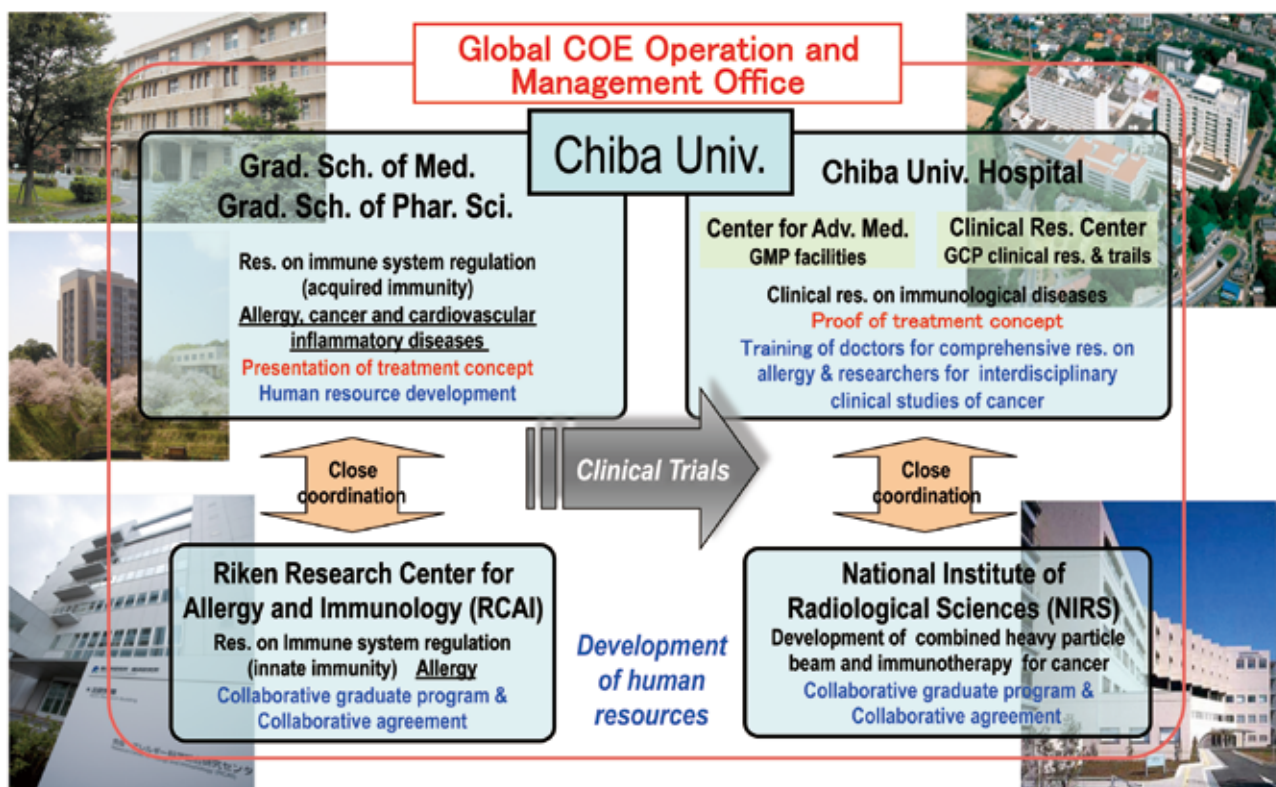 Global COE Operation and
Management Office
Chiba Univ.
Grad. Sch. of Med.
Grad. Sch. of Phar. Sci.
Res. on immune system regulation
(acquired immunity)
Allergy, cancer and cardiovascular
inflammatory diseases
Presentation of treatment concept
Human resource development
Chiba Univ. Hospital
Center for Adv. Med.
GMP facilities
Clinical Res. Center
GCP clinical res. & trails
Clinical res. on immunological diseases
Proof of treatment concept
Training of doctors for comprehensive res. on
allergy & researchers for interdisciplinary
clinical studies of cancer
Close
coordination
Clinical Trials
Close
coordination
Riken Research Center for
Allergy and Immunology (RCAI)
Res. on Immune system regulation
(innate immunity) Allergy
Collaborative graduate program &
Collaborative agreement
Development
of human
resources
National Institute of
Radiological Sciences (NIRS)
Development of combined heavy particle
beam and immunotherapy for cancer
Collaborative graduate program &
Collaborative agreement